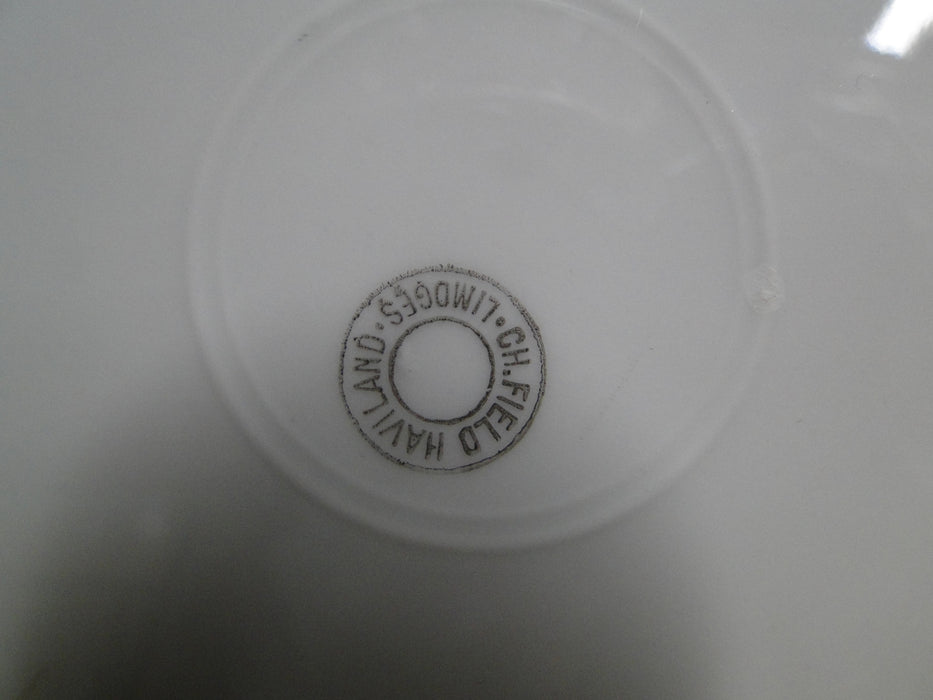 CH. FIELD HAVILAND • LIMOGES •